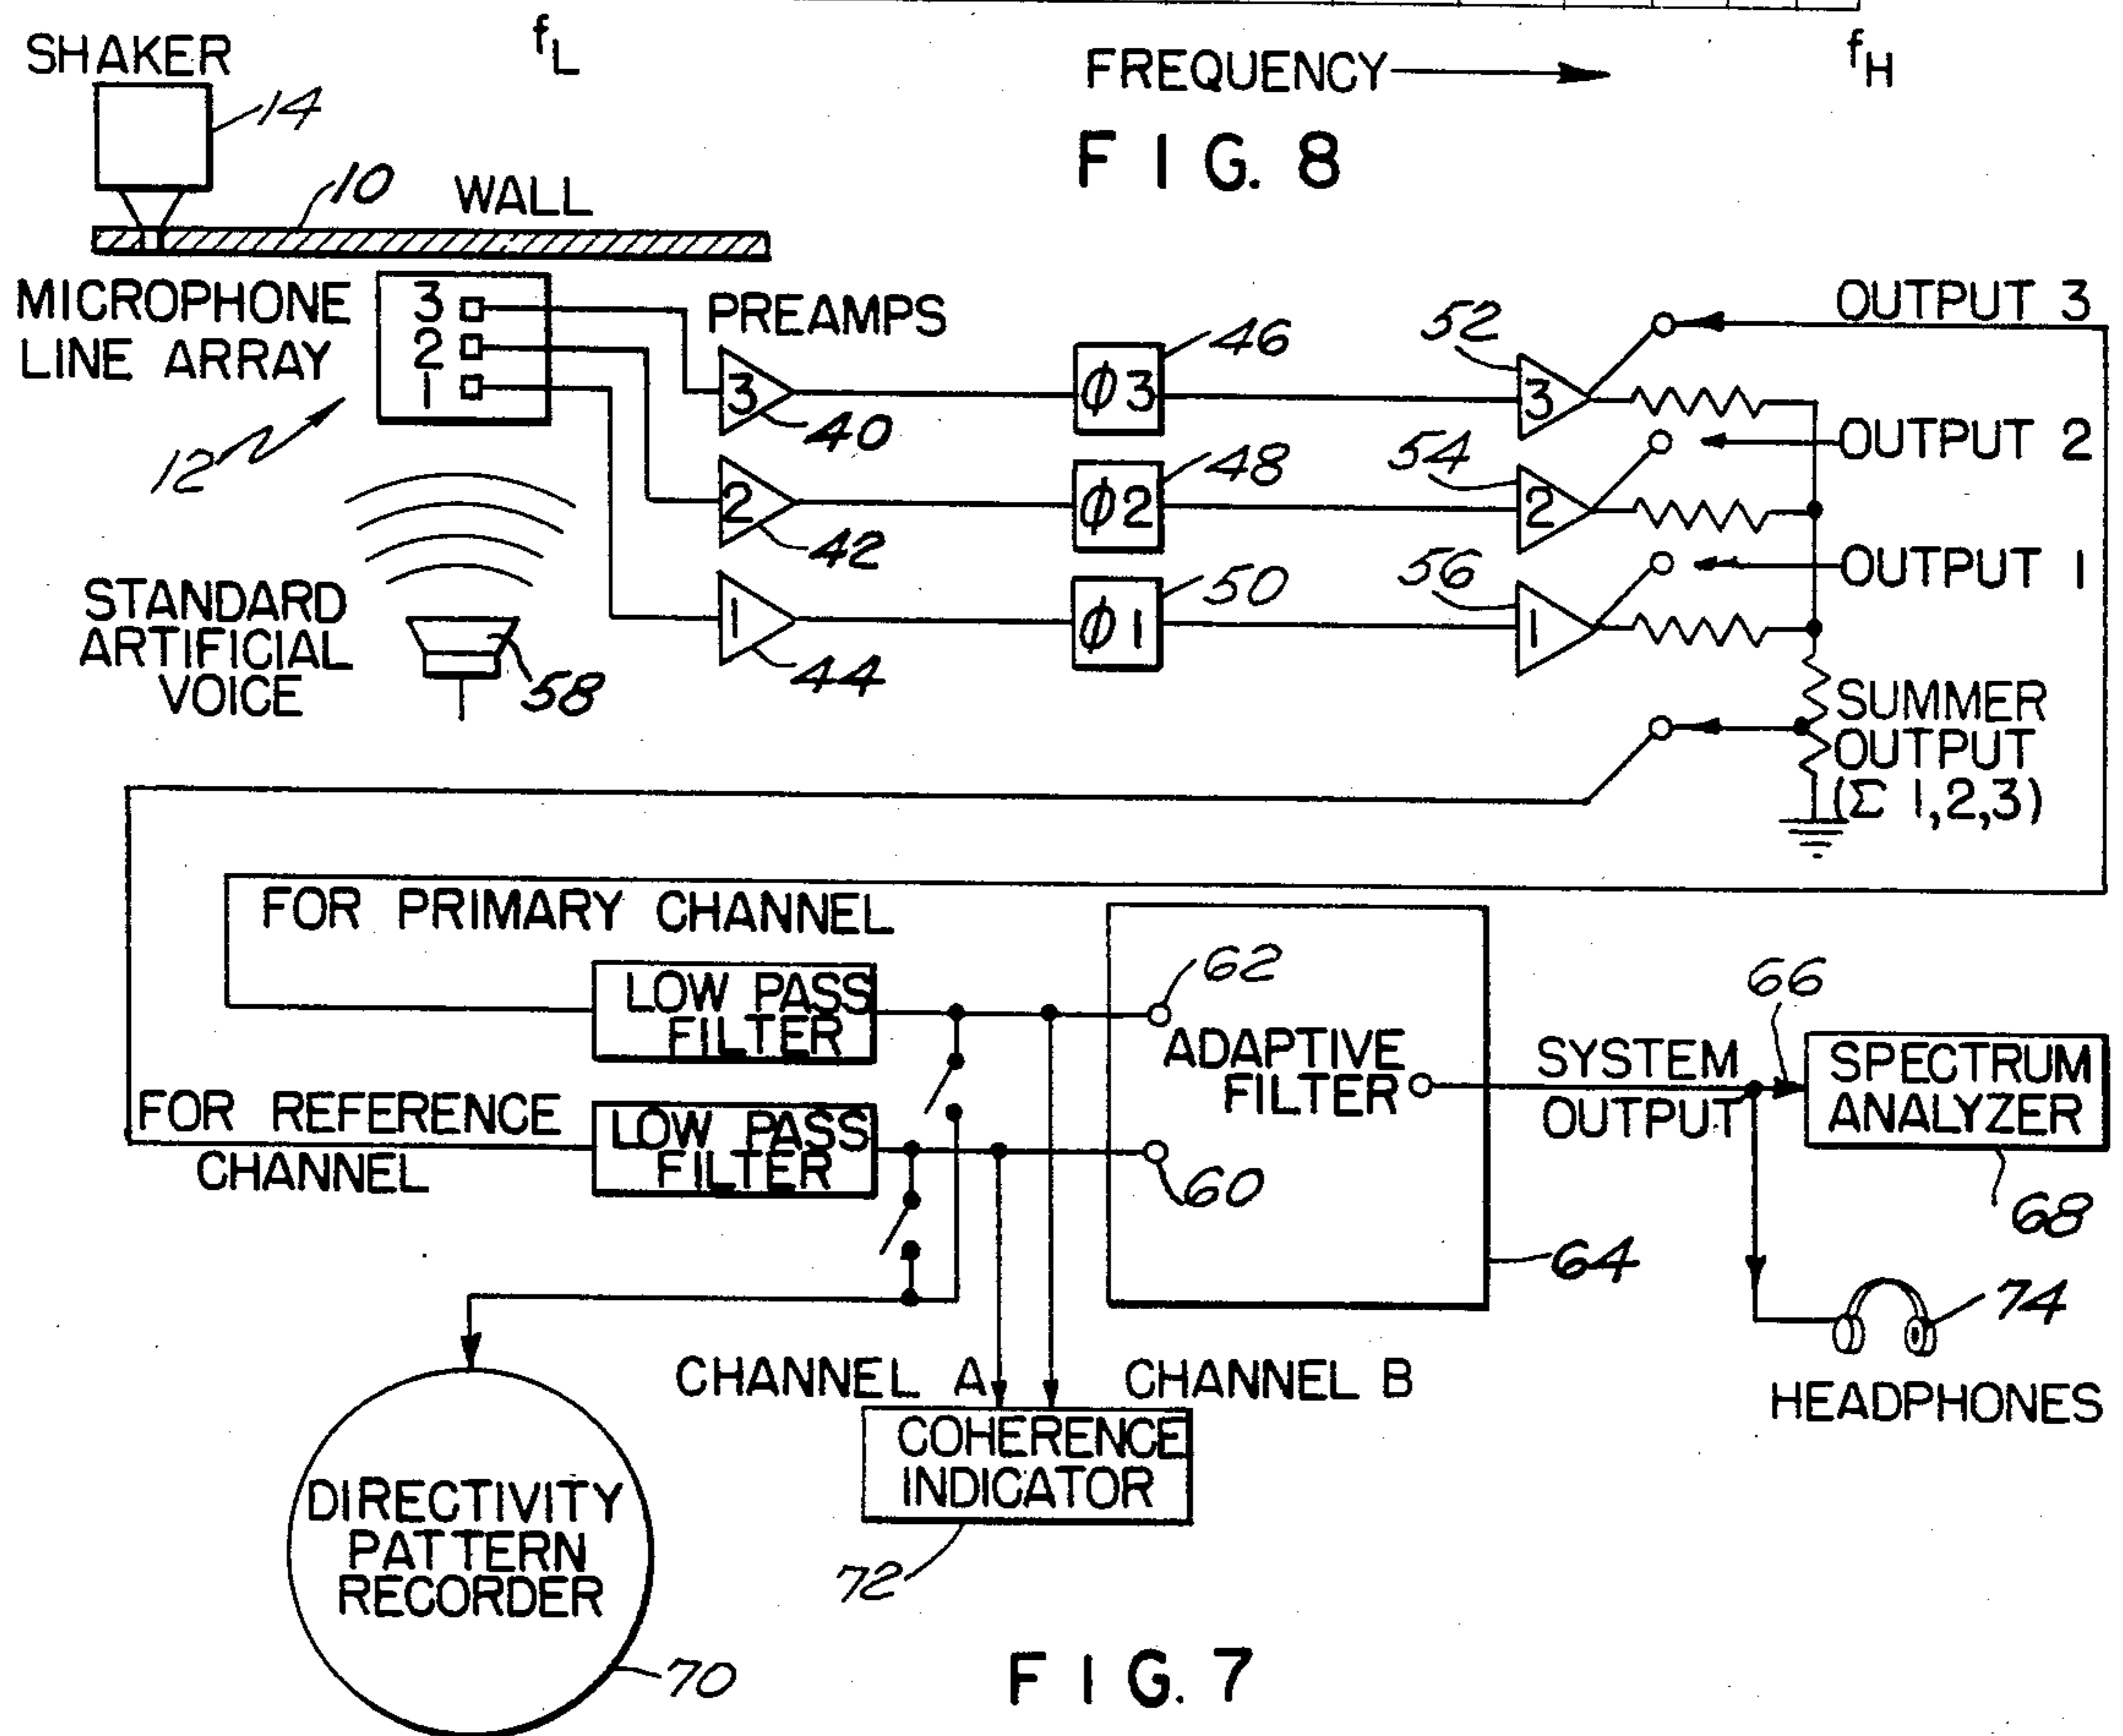 SHAKER
14
fL
FREQUENCY
fH
FIG. 8
10
WALL
MICROPHONE
LINE ARRAY
3
2
1
12
PREAMPS
3
40
2
42
1
44
φ3
46
φ2
48
φ1
50
52
3
54
2
56
1
OUTPUT 3
OUTPUT 2
OUTPUT 1
STANDARD
ARTIFICIAL
VOICE
58
SUMMER
OUTPUT
(Σ 1,2,3)
FOR PRIMARY CHANNEL
LOW PASS
FILTER
62
ADAPTIVE
FILTER
SYSTEM
OUTPUT
66
SPECTRUM
ANALYZER
68
FOR REFERENCE
CHANNEL
LOW PASS
FILTER
60
64
74
HEADPHONES
CHANNEL A
CHANNEL B
COHERENCE
INDICATOR
72
DIRECTIVITY
PATTERN
RECORDER
70
FIG. 7